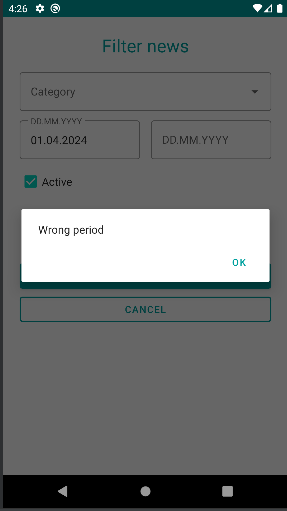 4:26
Filter news
Category
DD.MM.YYYY
01.04.2024
DD.MM.YYYY
Active
Wrong period
OK
CANCEL